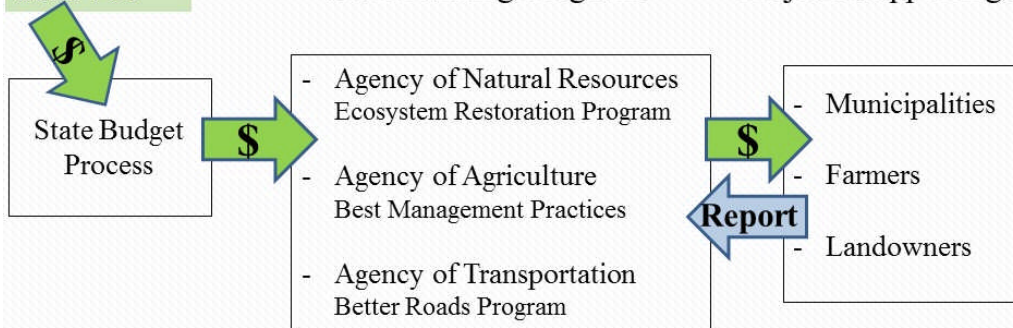 $
State Budget
Process
$
- Agency of Natural Resources
Ecosystem Restoration Program
- Agency of Agriculture
Best Management Practices
- Agency of Transportation
Better Roads Program
$
Report
- Municipalities
- Farmers
- Landowners